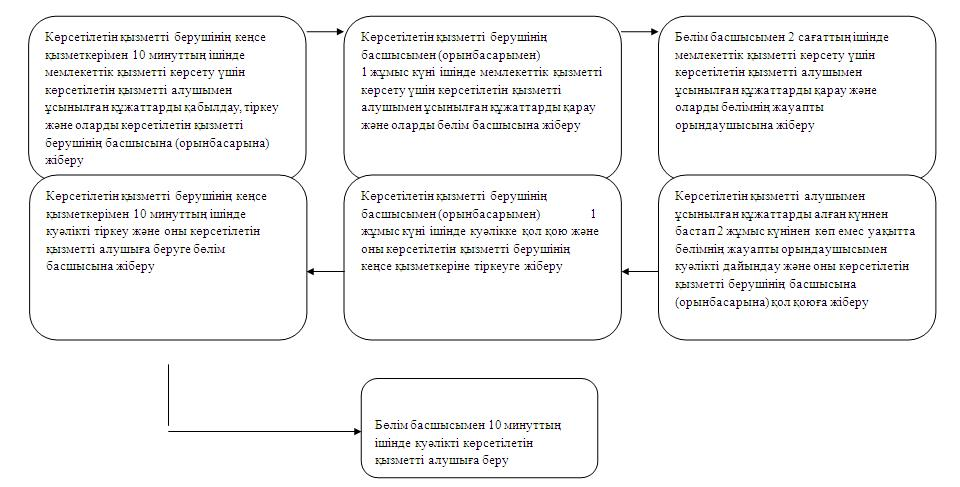 Көрсетілетін қызметті берушінің кеңсе
қызметкерімен 10 минуттың ішінде
мемлекеттік қызметті көрсету үшін
көрсетілетін қызметті алушымен
ұсынылған құжаттарды қабылдау, тіркеу
және оларды көрсетілетін қызметті
берушінің басшысына (орынбасарына)
жіберу
Көрсетілетін қызметті берушінің
басшысымен (орынбасарымен)
1 жұмыс күні ішінде мемлекеттік қызметті
көрсету үшін көрсетілетін қызметті
алушымен ұсынылған құжаттарды қарау
және оларды бөлім басшысына жіберу
Бөлім басшысымен 2 сағаттың ішінде
мемлекеттік қызметті көрсету үшін
көрсетілетін қызметті алушымен
ұсынылған құжаттарды қарау және
оларды бөлімнің жауапты
орындаушысына жіберу
Көрсетілетін қызметті алушымен
ұсынылған құжаттарды алған күннен
бастап 2 жұмыс күнінен көп емес уақытта
бөлімнің жауапты орындаушысымен
куәлікті дайындау және оны көрсетілетін
қызметті берушінің басшысына
(орынбасарына) қол қоюға жіберу
Көрсетілетін қызметті берушінің
басшысымен (орынбасарымен) 1
жұмыс күні ішінде куәлікке қол қою және
оны көрсетілетін қызметті берушінің
кеңсе қызметкеріне тіркеуге жіберу
Көрсетілетін қызметті берушінің кеңсе
қызметкерімен 10 минуттың ішінде
куәлікті тіркеу және оны көрсетілетін
қызметті алушыға беруге бөлім
басшысына жіберу
Бөлім басшысымен 10 минуттың
ішінде куәлікті көрсетілетін
қызметті алушыға беру